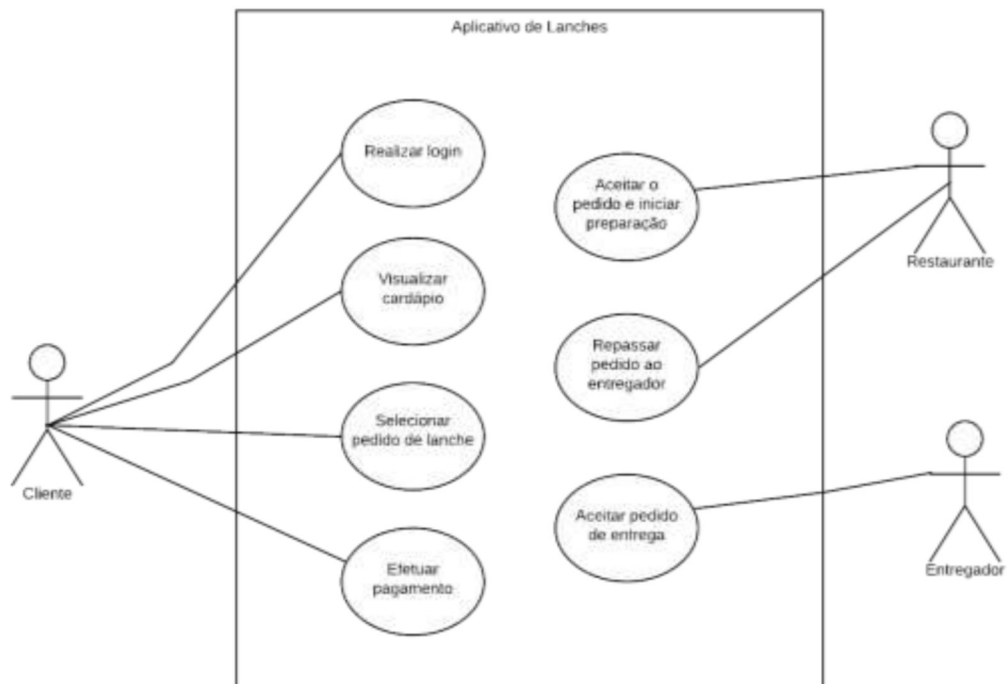 Aplicativo de Lanches
Realizar login
Visualizar
cardápio
Selecionar
pedido de lanche
Efetuar
pagamento
Cliente
Aceitar o
pedido e iniciar
preparação
Repassar
pedido ao
entregador
Aceitar pedido
de entrega
Restaurante
Entregador